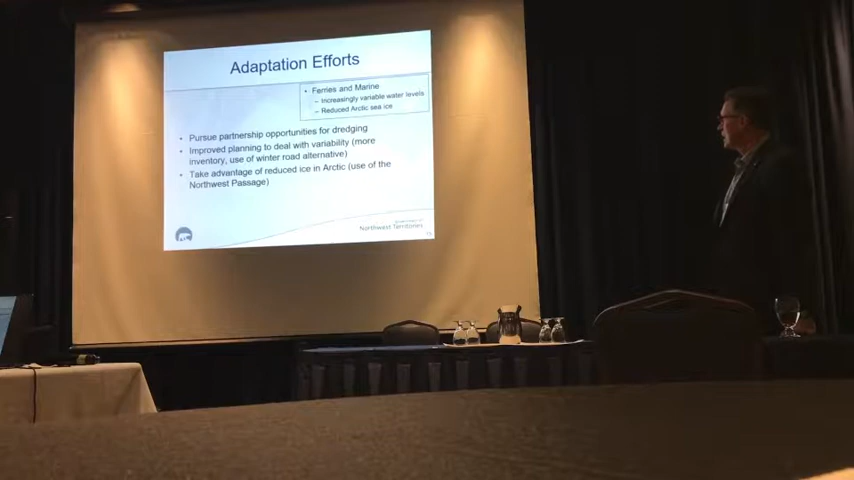 Adaptation Efforts
• Ferries and Marine
– Increasingly variable water levels
– Reduced Arctic sea ice
• Pursue partnership opportunities for dredging
• Improved planning to deal with variability (more
inventory, use of winter road alternative)
• Take advantage of reduced ice in Arctic (use of the
Northwest Passage)
Government of
Northwest Territories